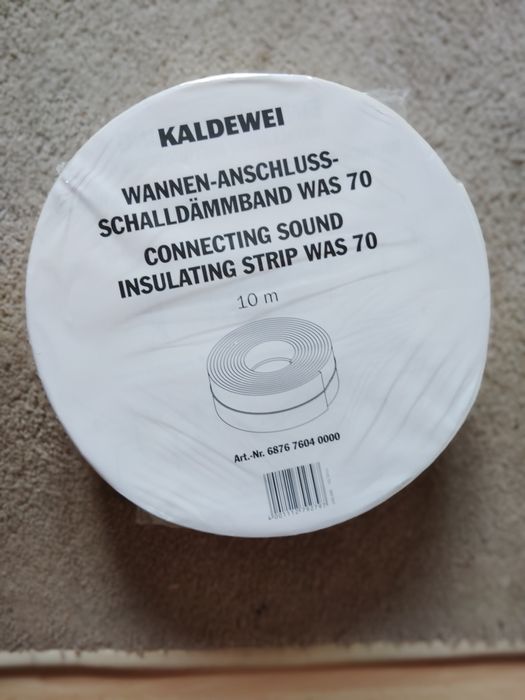 KALDEWEI
WANNEN-ANSCHLUSS-
SCHALLDÄMMBAND WAS 70
CONNECTING SOUND
INSULATING STRIP WAS 70
10 m
Art.-Nr. 6876 7604 0000